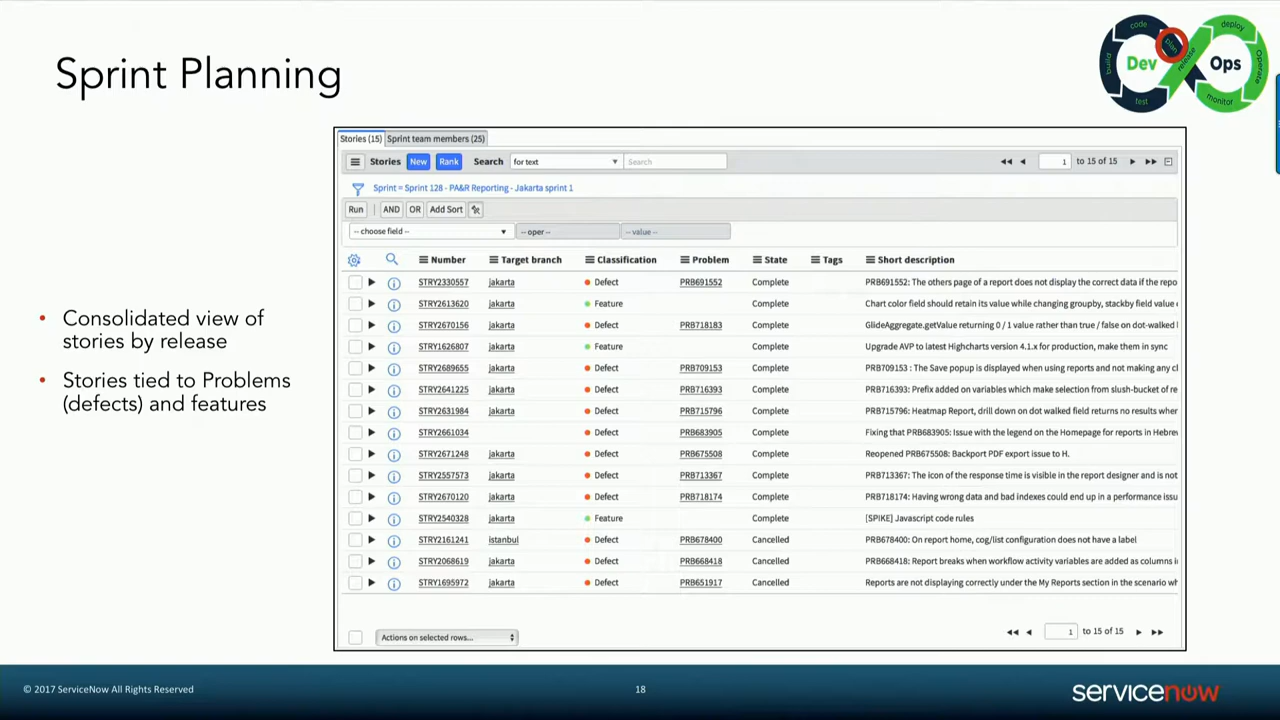 Sprint Planning
code
plan
build
Dev
test
release
deploy
Ops
Operate
monitor
• Consolidated view of
stories by release
• Stories tied to Problems
(defects) and features
Stories (15) Sprint team members (25)
Stories New Rank Search for text Search 1 to 15 of 15
Sprint = Sprint 128 - PA&R Reporting - Jakarta sprint 1
Run AND OR Add Sort
-- choose field -- -- oper -- -- value --
Number Target branch Classification Problem State Tags Short description
STRY2330557 jakarta Defect PRB691552 Complete PRB691552: The others page of a report does not display the correct data if the repo
STRY2613620 jakarta Feature Complete Chart color field should retain its value while changing groupby, stackby field value
STRY2670156 jakarta Defect PRB718183 Complete GlideAggregate.getValue returning 0 / 1 value rather than true / false on dot-walked
STRY1626807 jakarta Feature Complete Upgrade AVP to latest Highcharts version 4.1.x for production, make them in sync
STRY2689655 jakarta Defect PRB709153 Complete PRB709153 : The Save popup is displayed when using reports and not making any cl
STRY2641225 jakarta Defect PRB716393 Complete PRB716393: Prefix added on variables which make selection from slush-bucket of re
STRY2631984 jakarta Defect PRB715796 Complete PRB715796: Heatmap Report, drill down on dot walked field returns no results wher
STRY2661034 Defect PRB683905 Complete Fixing that PRB683905: Issue with the legend on the Homepage for reports in Hebre
STRY2671248 jakarta Defect PRB675508 Complete Reopened PRB675508: Backport PDF export issue to H.
STRY2557573 jakarta Defect PRB713367 Complete PRB713367: The icon of the response time is visible in the report designer and is not
STRY2670120 jakarta Defect PRB718174 Complete PRB718174: Having wrong data and bad indexes could end up in a performance issu
STRY2540328 jakarta Feature Complete [SPIKE] Javascript code rules
STRY2161241 istanbul Defect PRB678400 Cancelled PRB678400: On report home, cog/list configuration does not have a label
STRY2068619 jakarta Defect PRB668418 Cancelled PRB668418: Report breaks when workflow activity variables are added as columns i
STRY1695972 jakarta Defect PRB651917 Cancelled Reports are not displaying correctly under the My Reports section in the scenario wh
Actions on selected rows... 1 to 15 of 15
© 2017 ServiceNow All Rights Reserved 18 servicenow